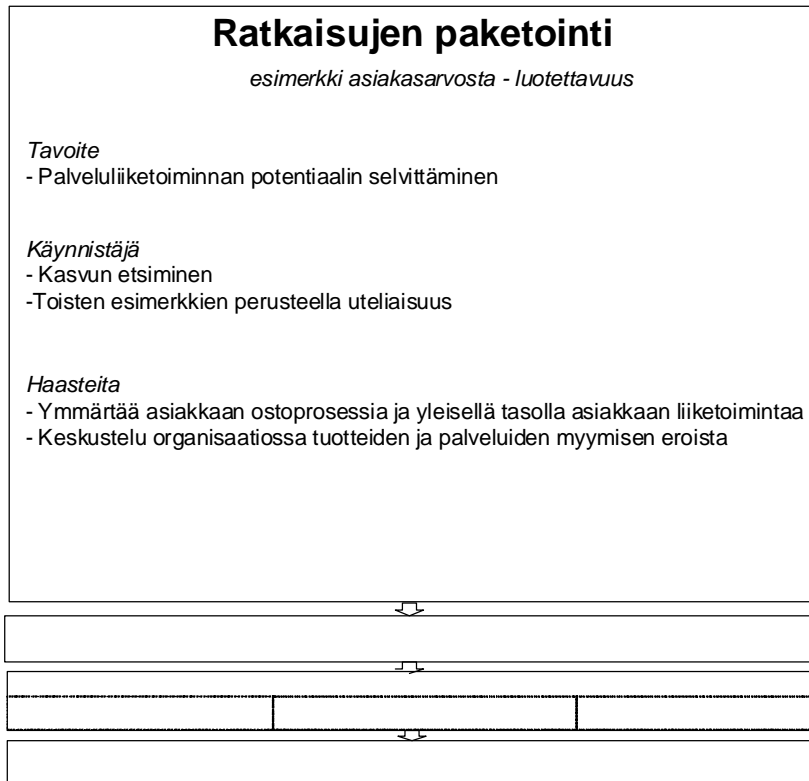 Ratkaisujen paketointi
esimerkki asiakasarvosta - luotettavuus
Tavoite
- Palveluliiketoiminnan potentiaalin selvittäminen
Käynnistäjä
- Kasvun etsiminen
-Toisten esimerkkien perusteella uteliaisuus
Haasteita
- Ymmärtää asiakkaan ostoprosessia ja yleisellä tasolla asiakkaan liiketoimintaa
- Keskustelu organisaatiossa tuotteiden ja palveluiden myymisen eroista